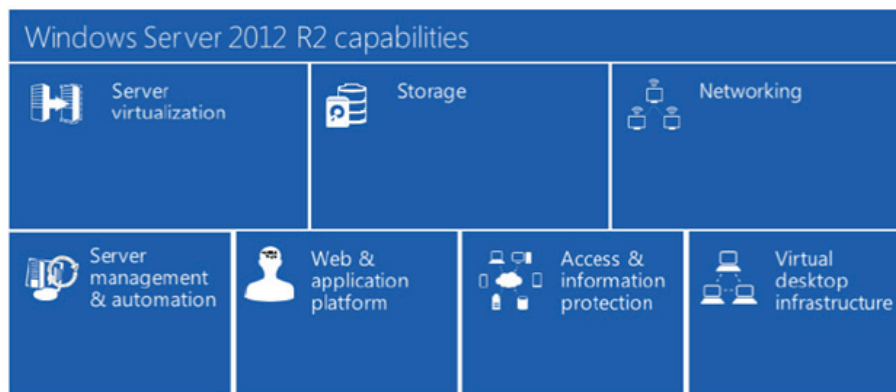 Windows Server 2012 R2 capabilities
Server
virtualization
Storage
Networking
Server
management
& automation
Web &
application
platform
Access &
information
protection
Virtual
desktop
infrastructure